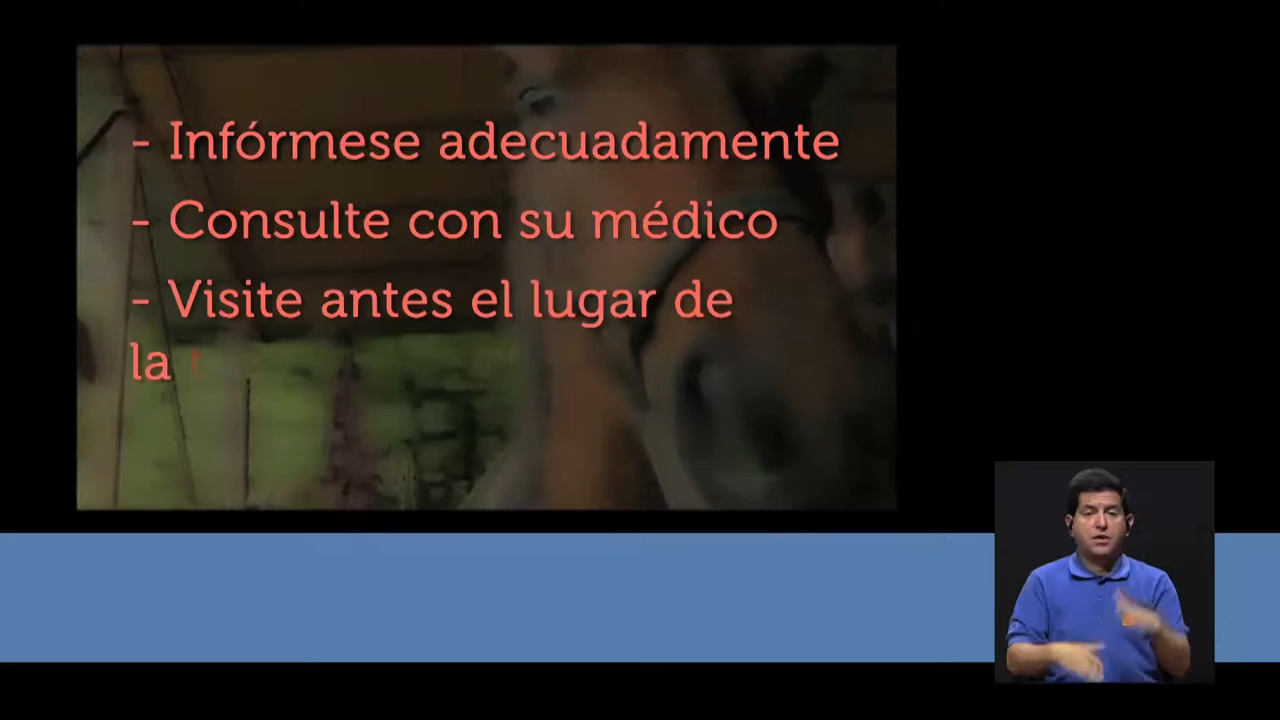 - Infórmese adecuadamente
- Consulte con su médico
- Visite antes el lugar de
la t